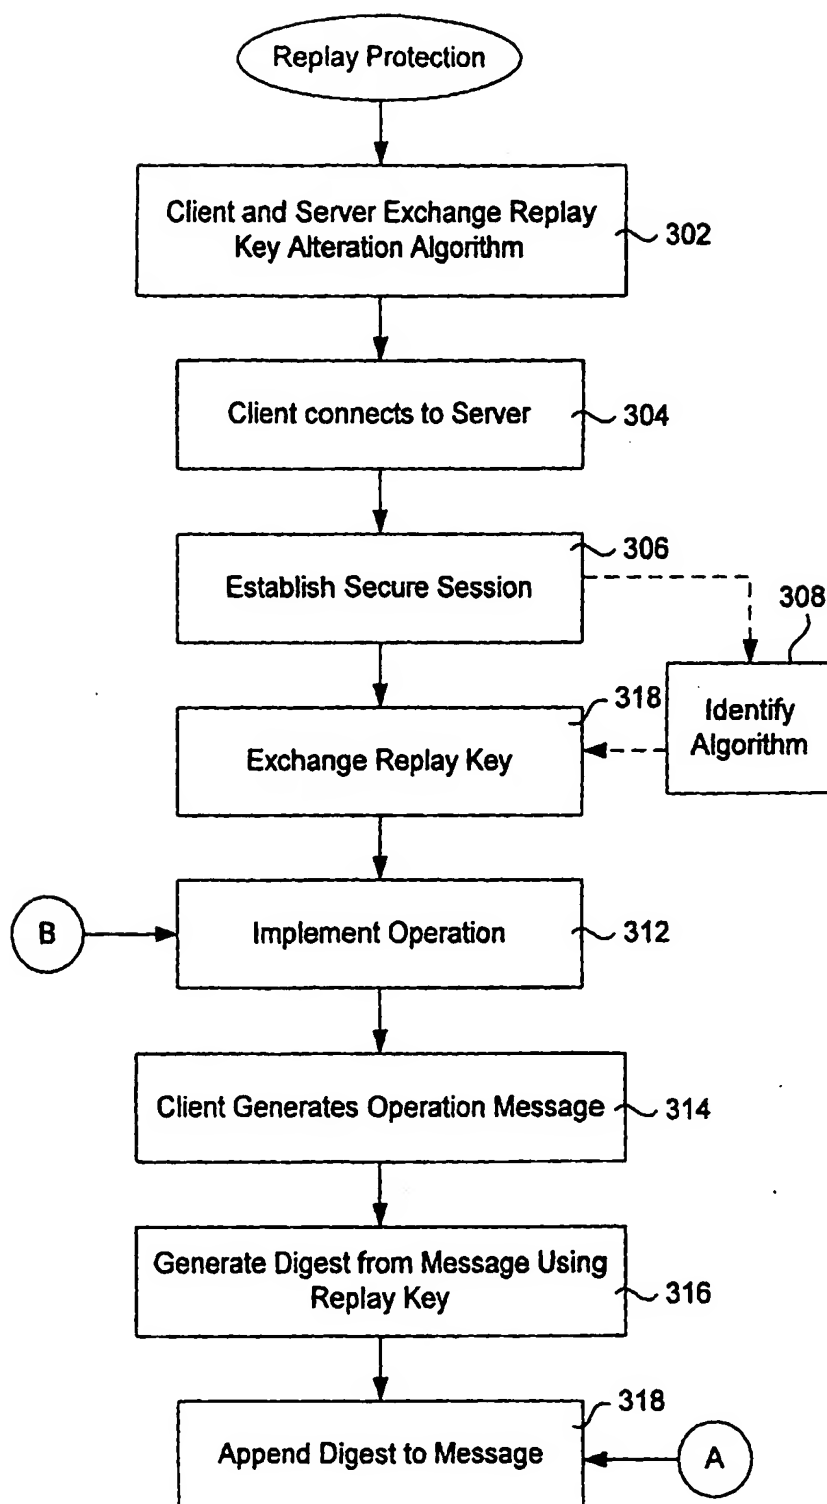 Replay Protection
Client and Server Exchange Replay
Key Alteration Algorithm
302
Client connects to Server
304
306
Establish Secure Session
308
Identify
Algorithm
318
Exchange Replay Key
B
Implement Operation
312
Client Generates Operation Message
314
Generate Digest from Message Using
Replay Key
316
318
Append Digest to Message
A